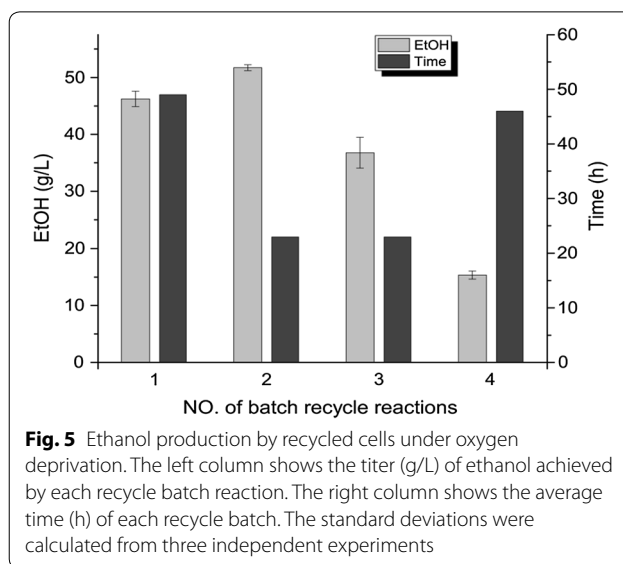 EtOH
Time
60
50
40
30
20
10
0
50
40
30
20
10
0
EtOH (g/L)
Time (h)
1 2 3 4
NO. of batch recycle reactions
Fig. 5 Ethanol production by recycled cells under oxygen
deprivation. The left column shows the titer (g/L) of ethanol achieved
by each recycle batch reaction. The right column shows the average
time (h) of each recycle batch. The standard deviations were
calculated from three independent experiments